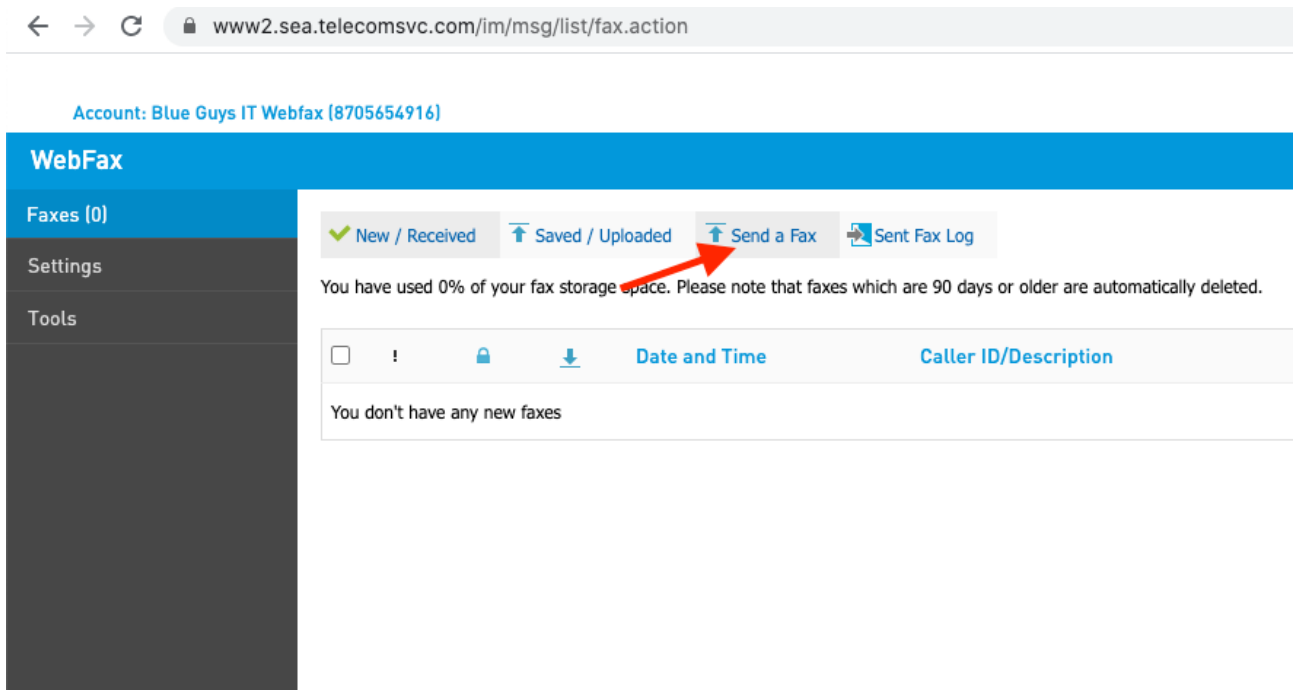 www2.sea.telecomsvc.com/im/msg/list/fax.action
Account: Blue Guys IT Webfax (8705654916)
WebFax
Faxes (0)
Settings
Tools
New / Received Saved / Uploaded Send a Fax Sent Fax Log
You have used 0% of your fax storage space. Please note that faxes which are 90 days or older are automatically deleted.
! Date and Time Caller ID/Description
You don't have any new faxes